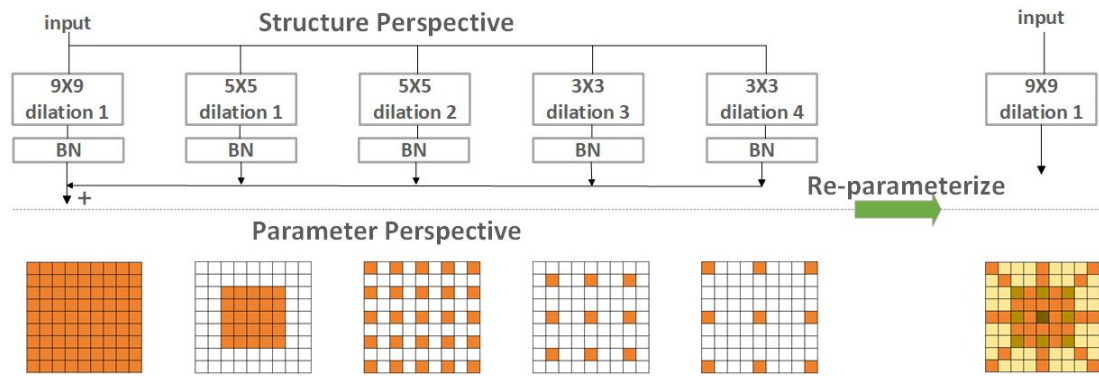 input
Structure Perspective
input
9X9
dilation 1
5X5
dilation 1
5X5
dilation 2
3X3
dilation 3
3X3
dilation 4
9X9
dilation 1
BN
BN
BN
BN
BN
+
Re-parameterize
Parameter Perspective